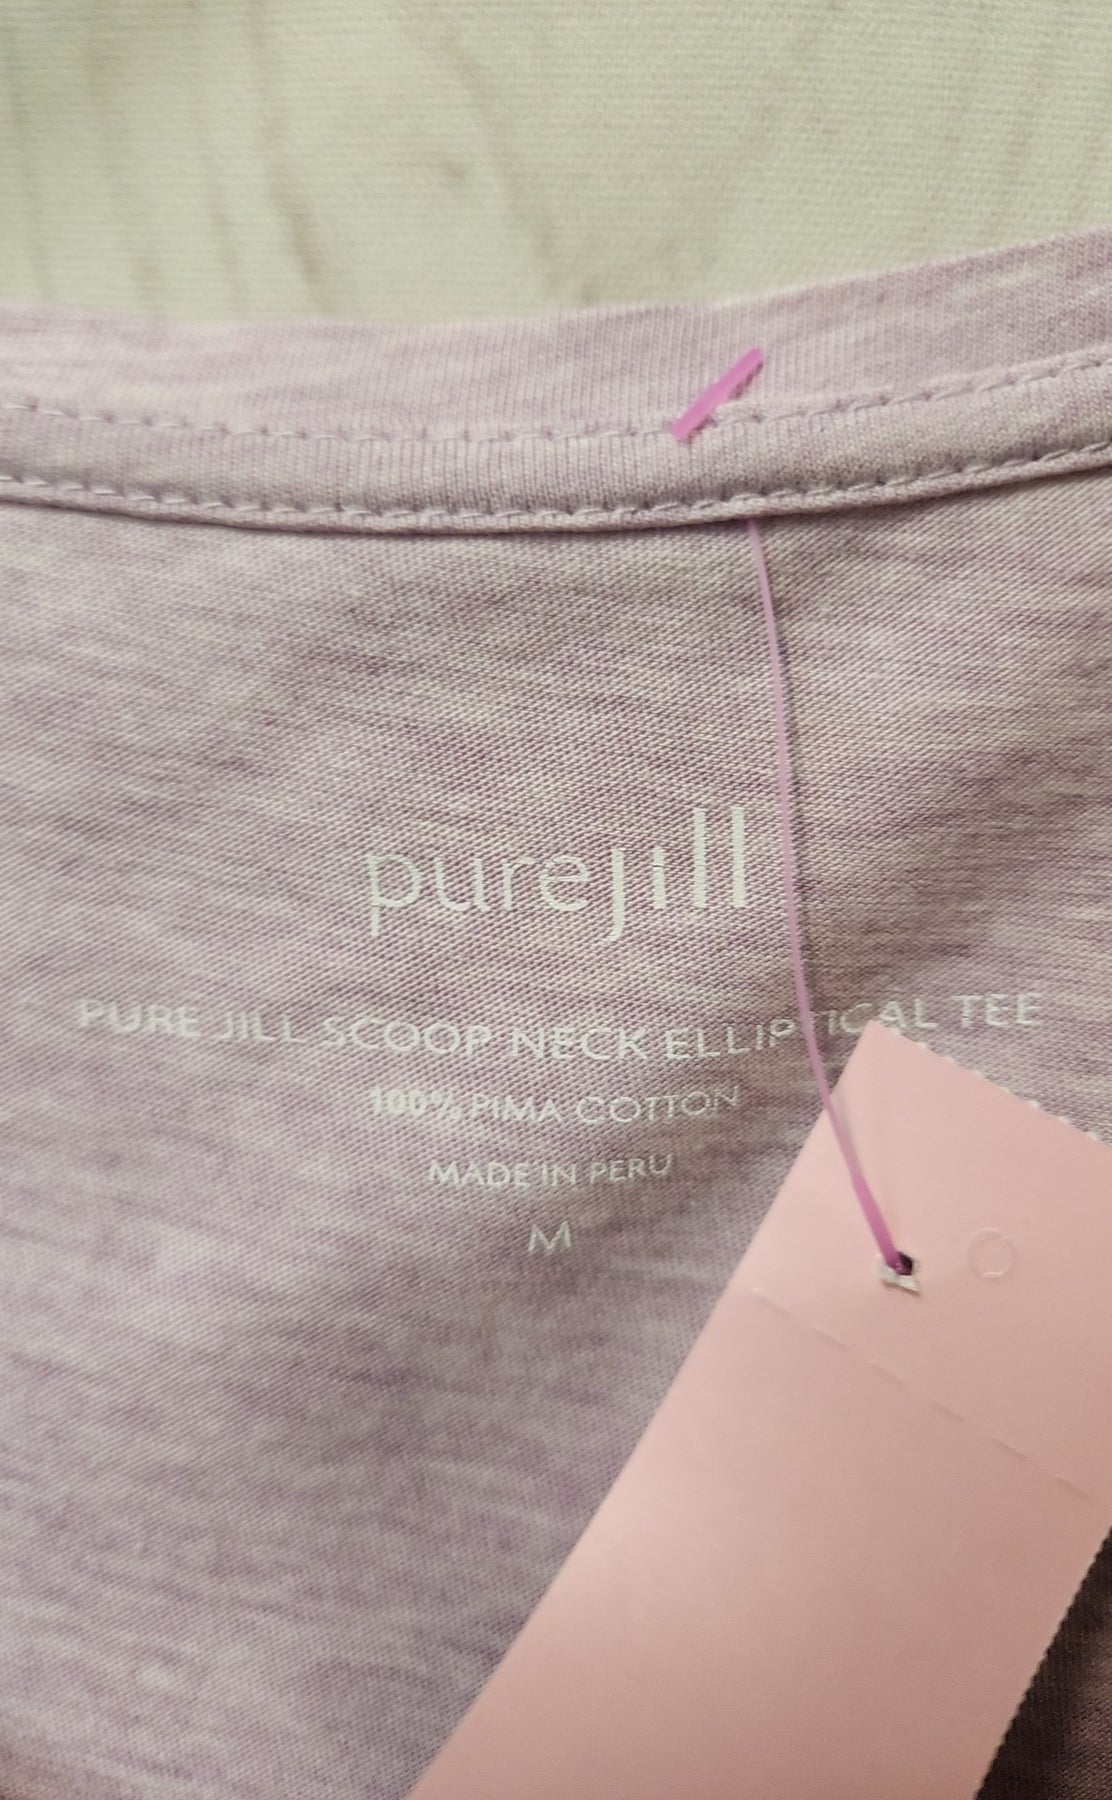 purejill
PURE JILL SCOOP NECK ELLIPTICAL TEE
100% PIMA COTTON
MADE IN PERU
M